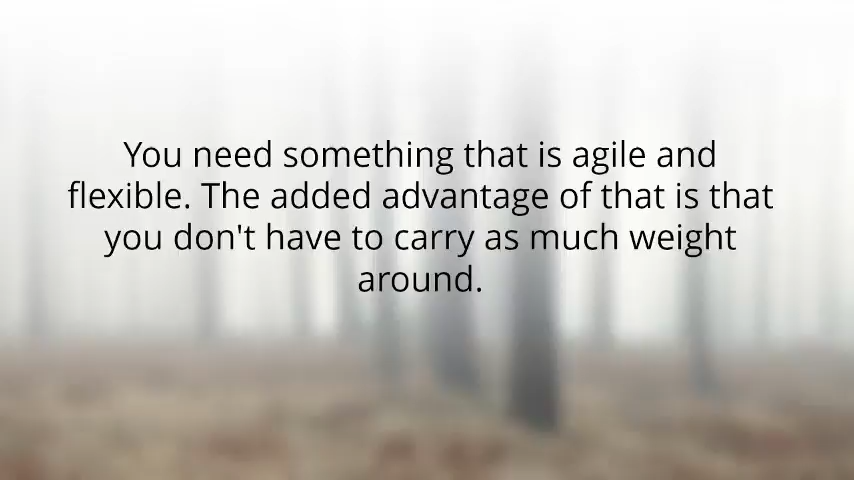 You need something that is agile and
flexible. The added advantage of that is that
you don't have to carry as much weight
around.